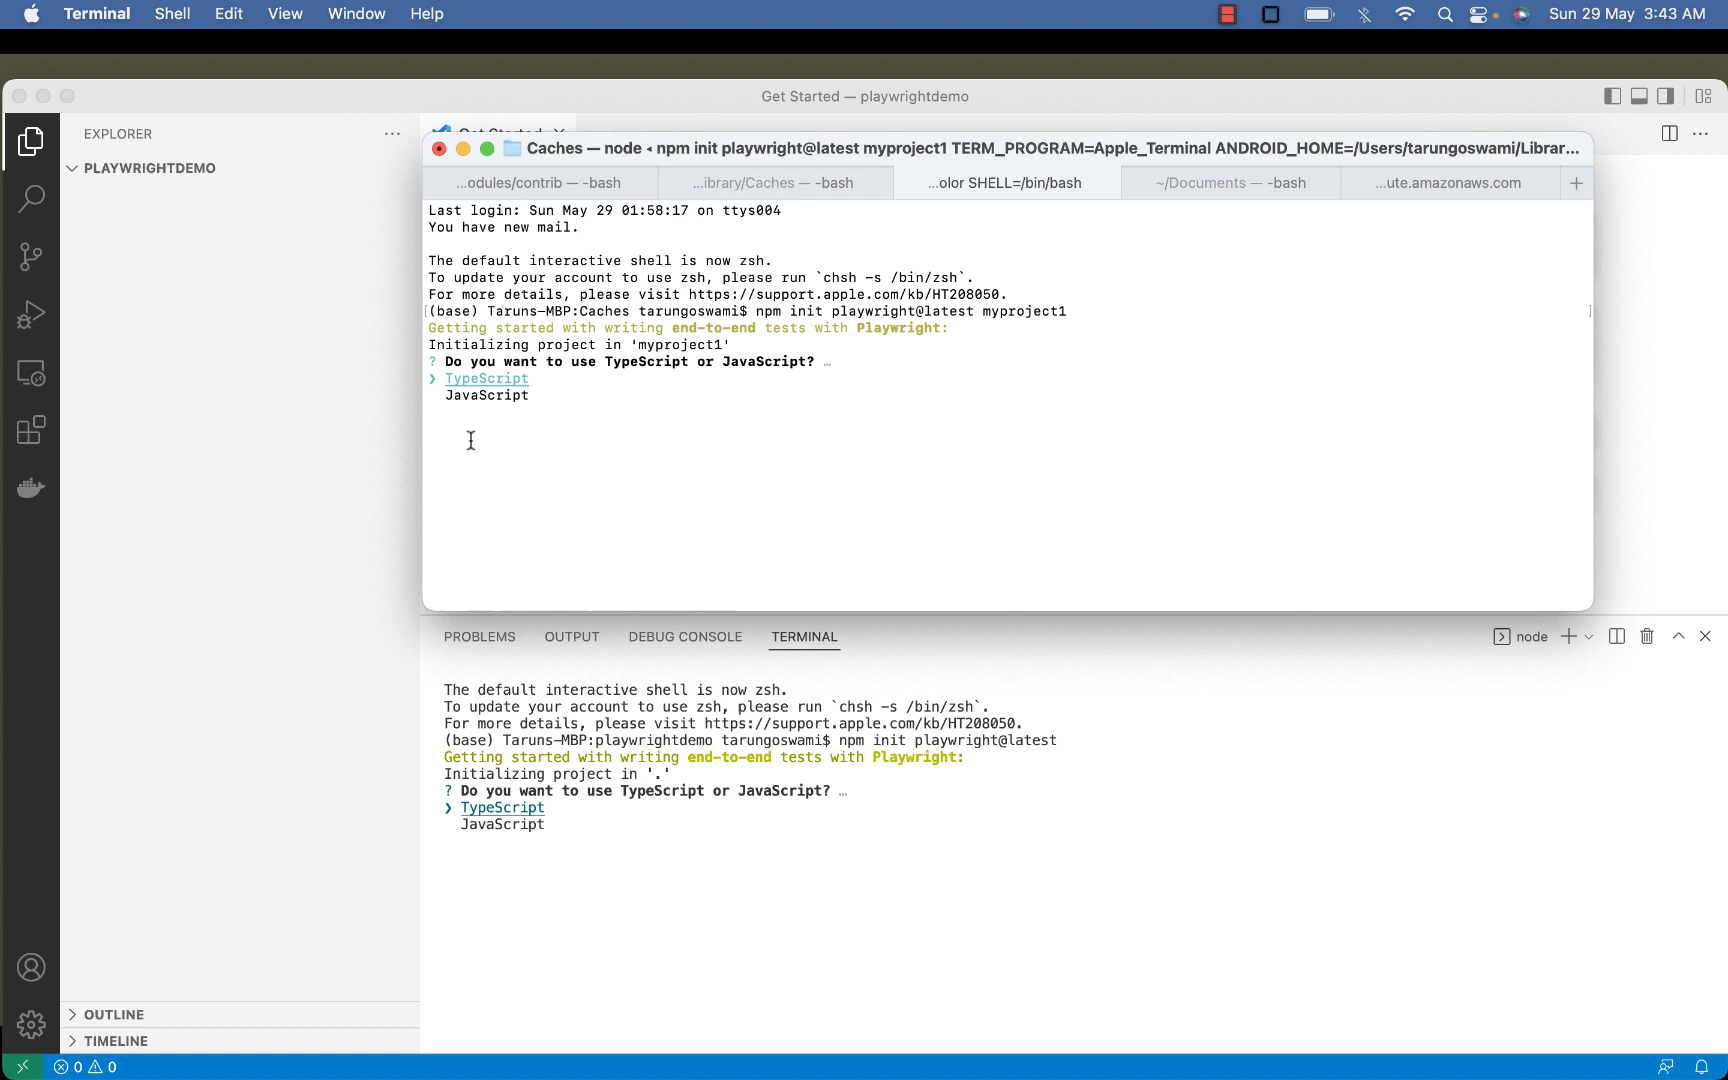 Terminal Shell Edit View Window Help Sun 29 May 3:43 AM
Get Started — playwrightdemo
EXPLORER
PLAYWRIGHTDEMO
Caches — node ◂ npm init playwright@latest myproject1 TERM_PROGRAM=Apple_Terminal ANDROID_HOME=/Users/tarungoswami/Librar...
...odules/contrib — -bash ...ibrary/Caches — -bash ...olor SHELL=/bin/bash ~/Documents — -bash ...ute.amazonaws.com
Last login: Sun May 29 01:58:17 on ttys004
You have new mail.
The default interactive shell is now zsh.
To update your account to use zsh, please run `chsh -s /bin/zsh`.
For more details, please visit https://support.apple.com/kb/HT208050.
[(base) Taruns-MBP:Caches tarungoswami$ npm init playwright@latest myproject1 ]
Getting started with writing end-to-end tests with Playwright:
Initializing project in 'myproject1'
? Do you want to use TypeScript or JavaScript? …
❯ TypeScript
JavaScript
PROBLEMS OUTPUT DEBUG CONSOLE TERMINAL node
The default interactive shell is now zsh.
To update your account to use zsh, please run `chsh -s /bin/zsh`.
For more details, please visit https://support.apple.com/kb/HT208050.
(base) Taruns-MBP:playwrightdemo tarungoswami$ npm init playwright@latest
Getting started with writing end-to-end tests with Playwright:
Initializing project in '.'
? Do you want to use TypeScript or JavaScript? …
❯ TypeScript
JavaScript
OUTLINE
TIMELINE
0 0